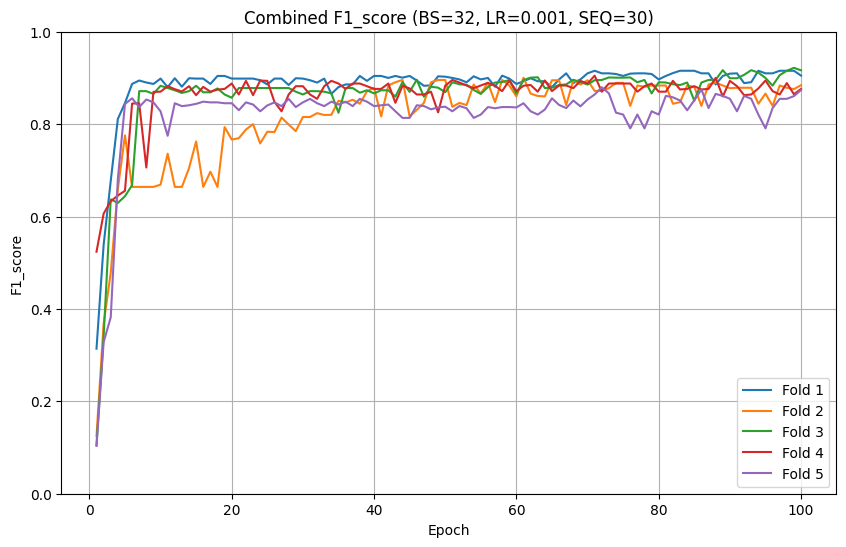 Combined F1_score (BS=32, LR=0.001, SEQ=30)
1.0
0.8
0.6
0.4
0.2
0.0
F1_score
0 20 40 60 80 100
Epoch
Fold 1
Fold 2
Fold 3
Fold 4
Fold 5